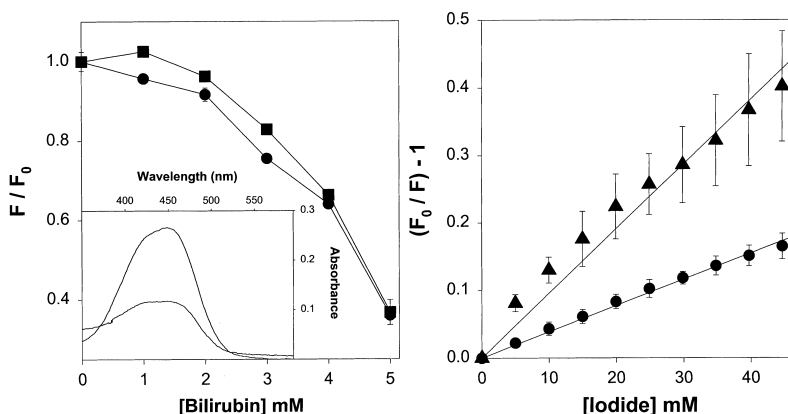 F / F0
1.0
0.8
0.6
0.4
Wavelength (nm)
400 450 500 550
0.3
0.2
0.1
Absorbance
0 1 2 3 4 5
[Bilirubin] mM
(F0 / F) - 1
0.5
0.4
0.3
0.2
0.1
0.0
0 10 20 30 40
[Iodide] mM